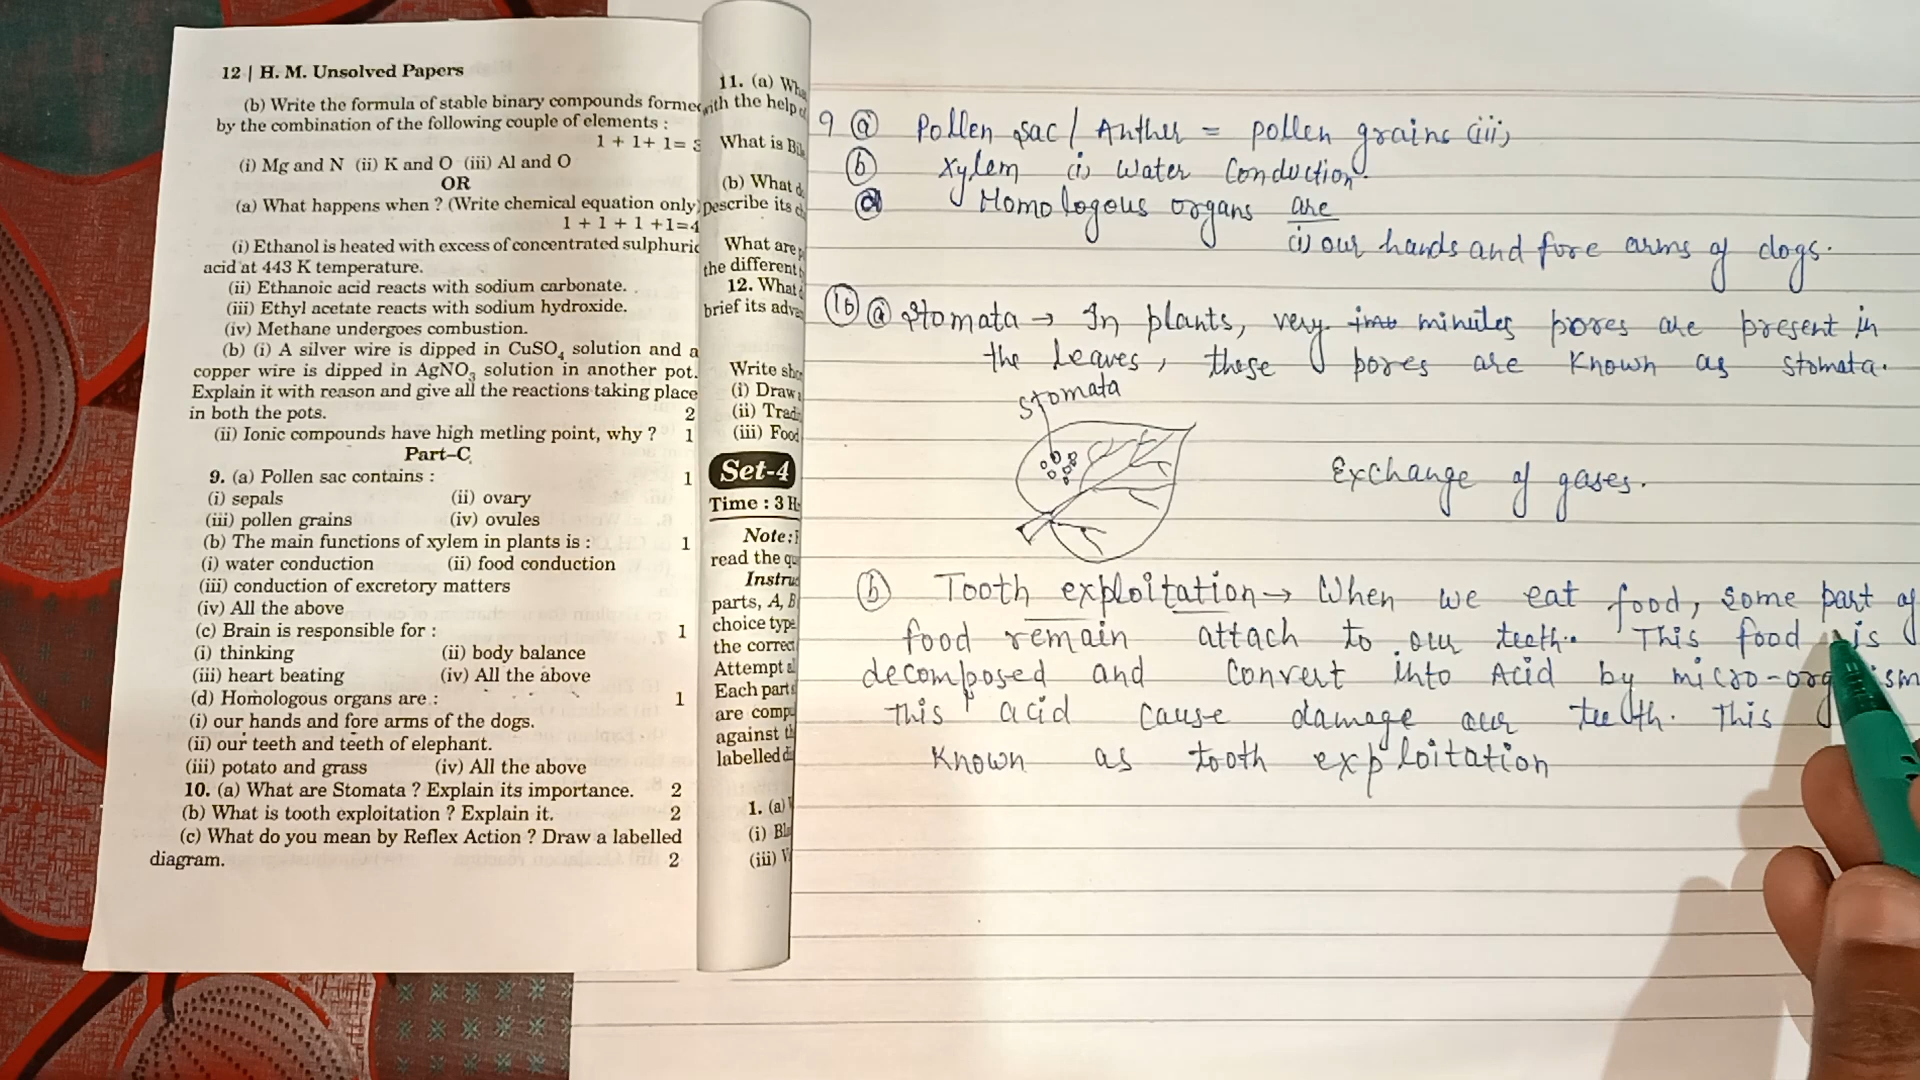 12 | H. M. Unsolved Papers
(b) Write the formula of stable binary compounds formed
by the combination of the following couple of elements :
1 + 1+ 1= 3
(i) Mg and N (ii) K and O (iii) Al and O
OR
(a) What happens when ? (Write chemical equation only)
1 + 1 + 1 +1=4
(i) Ethanol is heated with excess of concentrated sulphuric
acid at 443 K temperature.
(ii) Ethanoic acid reacts with sodium carbonate.
(iii) Ethyl acetate reacts with sodium hydroxide.
(iv) Methane undergoes combustion.
(b) (i) A silver wire is dipped in CuSO₄ solution and a
copper wire is dipped in AgNO₃ solution in another pot.
Explain it with reason and give all the reactions taking place
in both the pots. 2
(ii) Ionic compounds have high metling point, why ? 1
Part–C
9. (a) Pollen sac contains : 1
(i) sepals (ii) ovary
(iii) pollen grains (iv) ovules
(b) The main functions of xylem in plants is : 1
(i) water conduction (ii) food conduction
(iii) conduction of excretory matters
(iv) All the above
(c) Brain is responsible for : 1
(i) thinking (ii) body balance
(iii) heart beating (iv) All the above
(d) Homologous organs are : 1
(i) our hands and fore arms of the dogs.
(ii) our teeth and teeth of elephant.
(iii) potato and grass (iv) All the above
10. (a) What are Stomata ? Explain its importance. 2
(b) What is tooth exploitation ? Explain it. 2
(c) What do you mean by Reflex Action ? Draw a labelled
diagram. 2
11. (a)
with the help
What is
(b) What
Describe its
What are
the different
12. What
brief its
Write
(i) Draw
(ii)
(iii) Food
Set-4
Time : 3
Note:
read the
parts, A, B
choice type
the correct
Attempt
Each part
are
against
labelled
1. (a)
(i)
(iii)
9 (a) Pollen sac / Anther = pollen grains (iii)
(b) Xylem (i) Water Conduction.
(d) Homologous organs are
(i) our hands and fore arms of dogs.
10 (a) Stomata → In plants, very minutes pores are present in
the leaves, these pores are known as stomata.
stomata
Exchange of gases.
(b) Tooth exploitation → When we eat food, some part of
food remain attach to our teeth. This food is
decomposed and convert into Acid by micro-
This acid cause damage our teeth. This
known as tooth exploitation